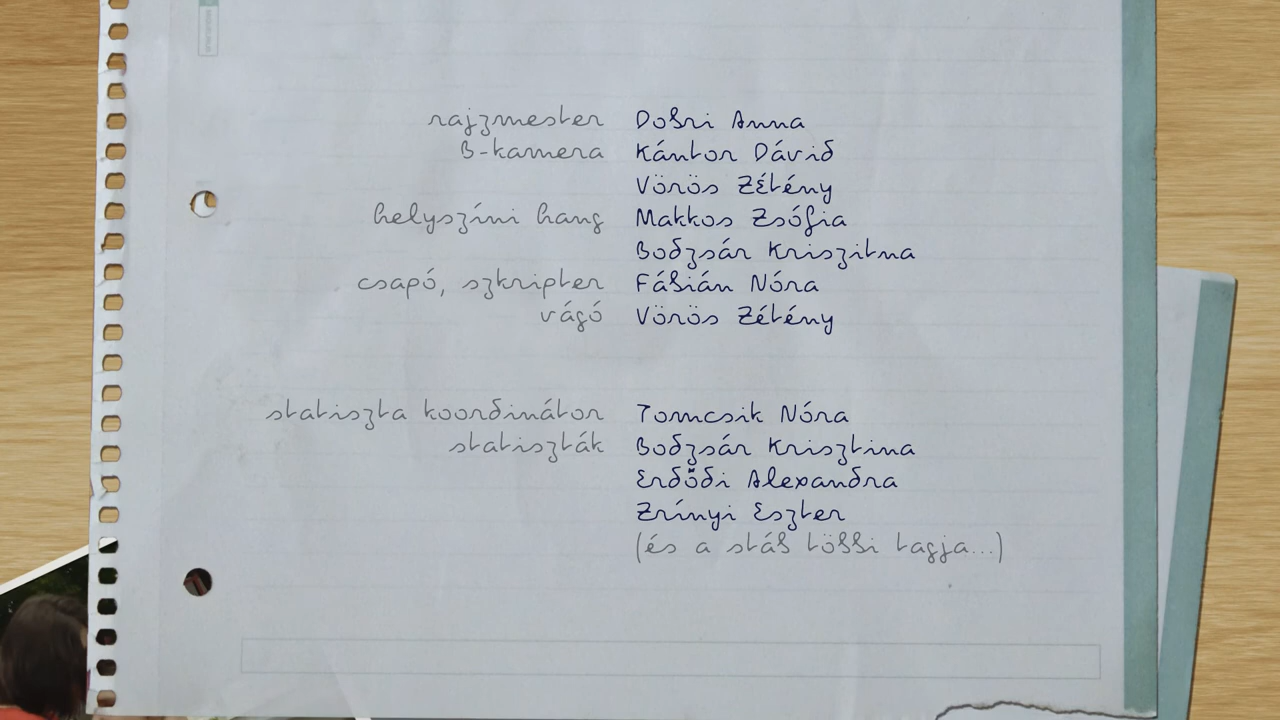 rajzmester Dobri Anna
B-kamera Kántor Dávid
Vörös Zétény
helyszíni hang Makkos Zsófia
Bodzsár Kriszitna
csapó, szkripter Fábián Nóra
vágó Vörös Zétény
statiszta koordinátor Tomcsik Nóra
statiszták Bodzsár Krisztina
Erdődi Alexandra
Zrínyi Eszter
(és a stáb többi tagja...)